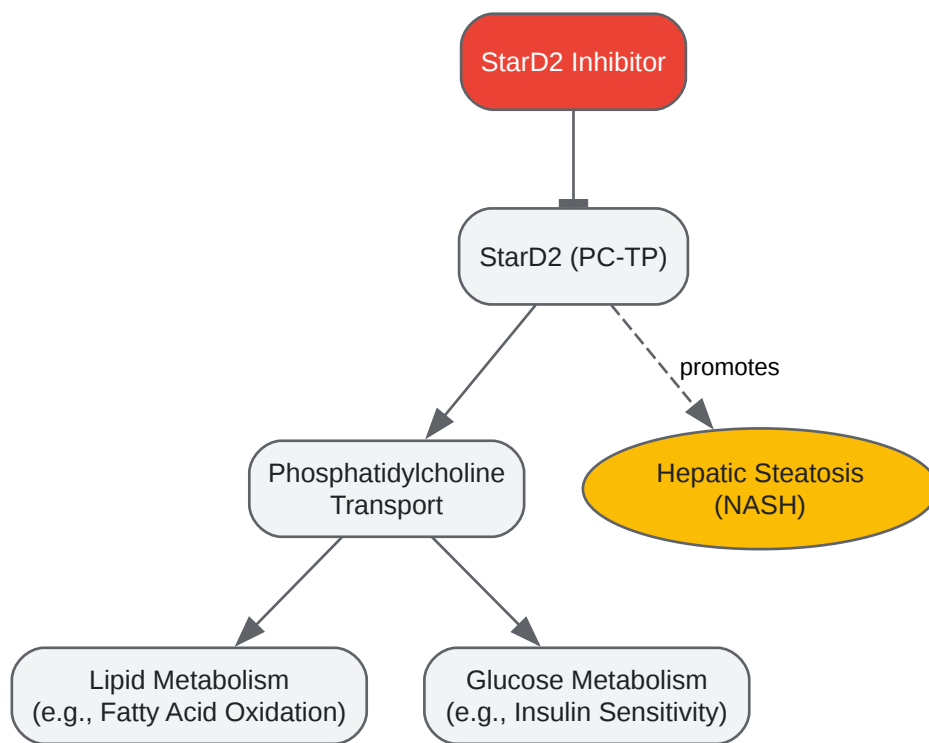 StarD2 Inhibitor
StarD2 (PC-TP)
promotes
Phosphatidylcholine
Transport
Hepatic Steatosis
(NASH)
Lipid Metabolism
(e.g., Fatty Acid Oxidation)
Glucose Metabolism
(e.g., Insulin Sensitivity)